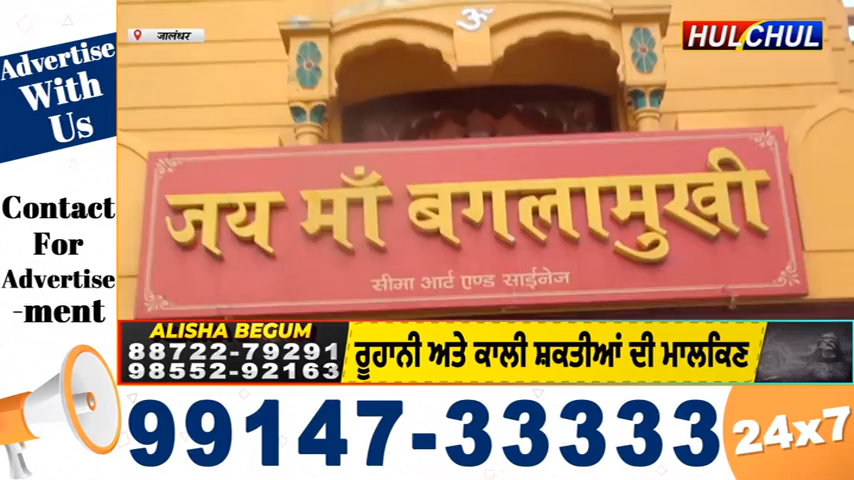 Advertise
With
Us
Contact
For
Advertise
-ment
जालंधर
ॐ
HULCHUL
जय माँ बगलामुखी
सीमा आर्ट एण्ड साईनेज
ALISHA BEGUM
88722-79291
98552-92163
ਰੂਹਾਨੀ ਅਤੇ ਕਾਲੀ ਸ਼ਕਤੀਆਂ ਦੀ ਮਾਲਕਿਣ
99147-33333
24x7